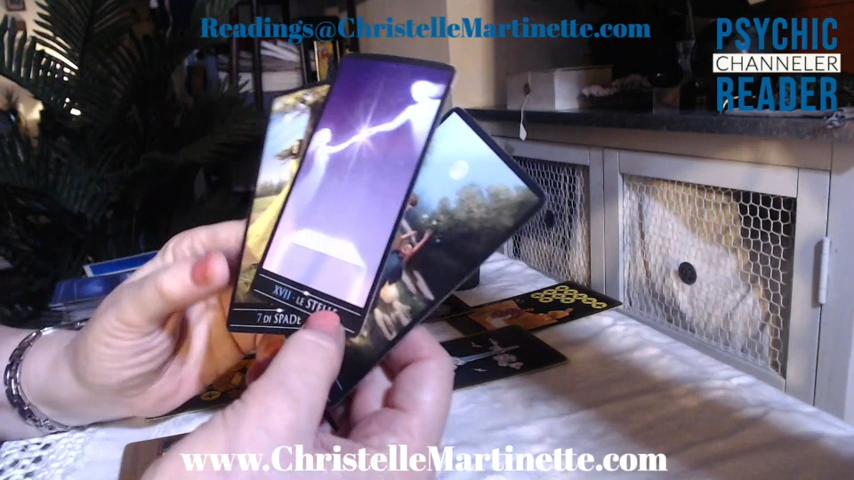 Readings@ChristelleMartinette.com
PSYCHIC
CHANNELER
READER
XVII - LE STELLE
7 DI SPADE
www.ChristelleMartinette.com